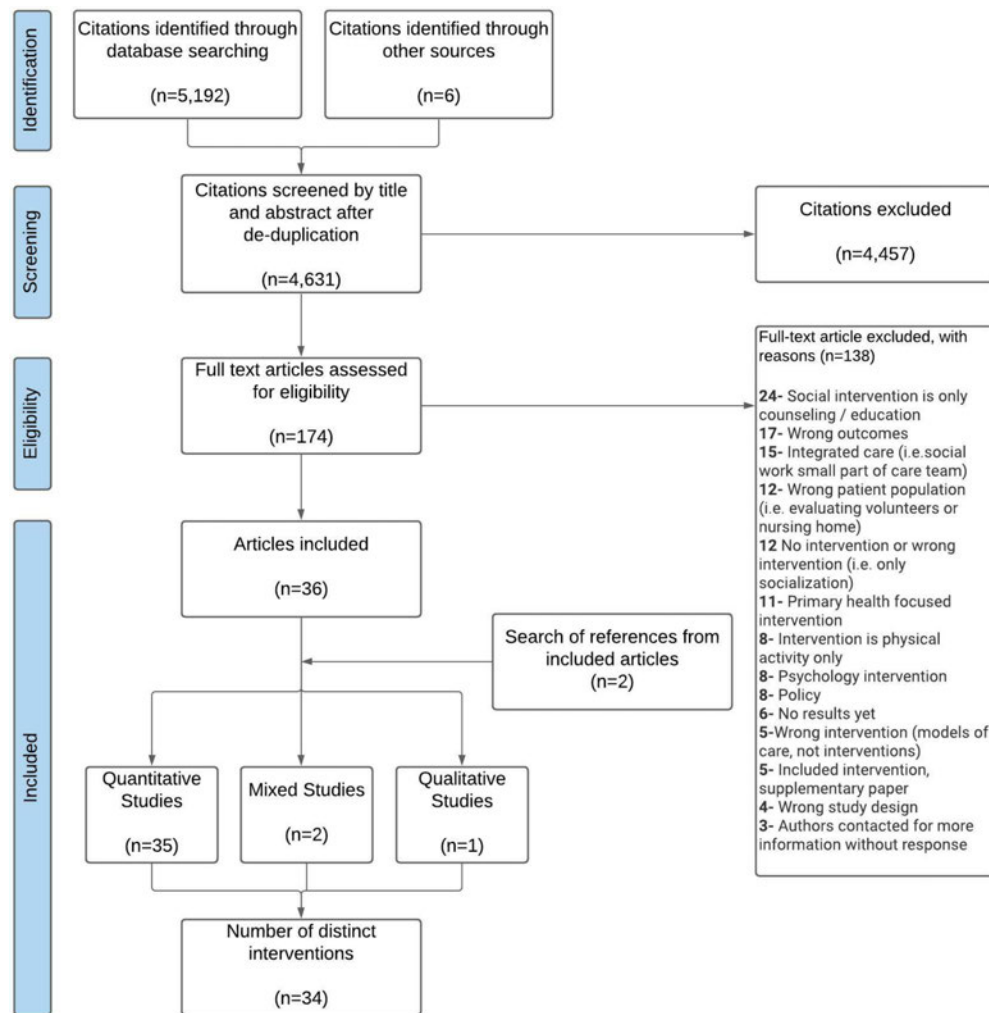 Identification
Citations identified through
database searching
(n=5,192)
Citations identified through
other sources
(n=6)
Screening
Citations screened by title
and abstract after
de-duplication
(n=4,631)
Citations excluded
(n=4,457)
Eligibility
Full text articles assessed
for eligibility
(n=174)
Full-text article excluded, with
reasons (n=138)
24- Social intervention is only
counseling / education
17- Wrong outcomes
15- Integrated care (i.e.social
work small part of care team)
12- Wrong patient population
(i.e. evaluating volunteers or
nursing home)
12 No intervention or wrong
intervention (i.e. only
socialization)
11- Primary health focused
intervention
8- Intervention is physical
activity only
8- Psychology intervention
8- Policy
6- No results yet
5-Wrong intervention (models of
care, not interventions)
5- Included intervention,
supplementary paper
4- Wrong study design
3- Authors contacted for more
information without response
Included
Articles included
(n=36)
Search of references from
included articles
(n=2)
Quantitative
Studies
(n=35)
Mixed Studies
(n=2)
Qualitative
Studies
(n=1)
Number of distinct
interventions
(n=34)